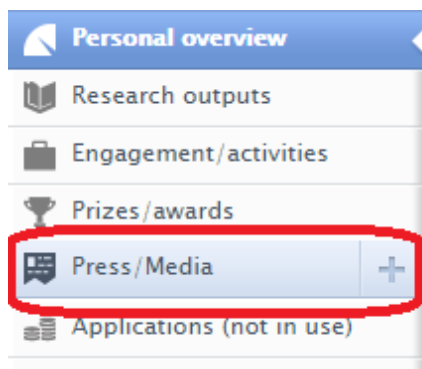 Personal overview
Research outputs
Engagement/activities
Prizes/awards
Press/Media
Applications (not in use)